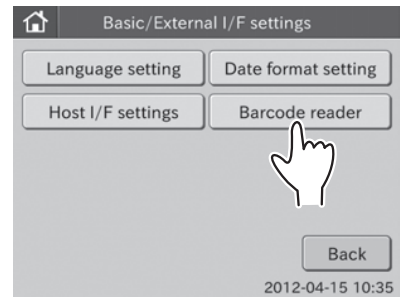 Basic/External I/F settings
Language setting Date format setting
Host I/F settings Barcode reader
Back
2012-04-15 10:35